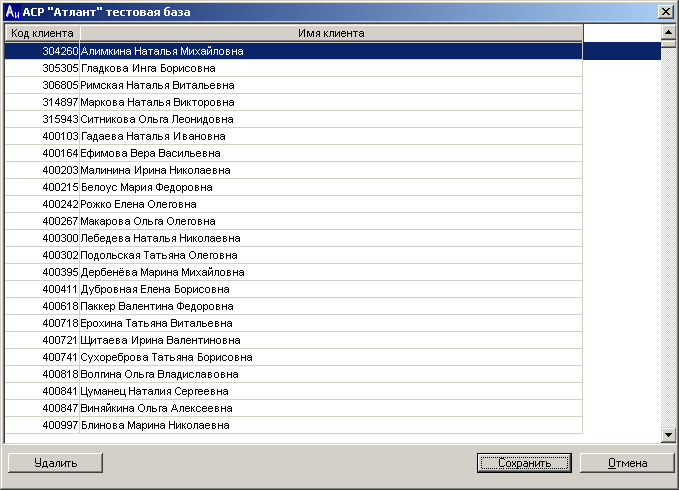 Au АСР "Атлант" тестовая база
Код клиента Имя клиента
304260 Алимкина Наталья Михайловна
305305 Гладкова Инга Борисовна
306805 Римская Наталья Витальевна
314897 Маркова Наталья Викторовна
315943 Ситникова Ольга Леонидовна
400103 Гадаева Наталья Ивановна
400164 Ефимова Вера Васильевна
400203 Малинина Ирина Николаевна
400215 Белоус Мария Федоровна
400242 Рожко Елена Олеговна
400267 Макарова Ольга Олеговна
400300 Лебедева Наталья Николаевна
400302 Подольская Татьяна Олеговна
400395 Дербенёва Марина Михайловна
400411 Дубровная Елена Борисовна
400618 Паккер Валентина Федоровна
400718 Ерохина Татьяна Витальевна
400721 Щитаева Ирина Валентиновна
400741 Сухореброва Татьяна Борисовна
400818 Волгина Ольга Владиславовна
400841 Цуманец Наталия Сергеевна
400847 Виняйкина Ольга Алексеевна
400997 Блинова Марина Николаевна
Удалить Сохранить Отмена